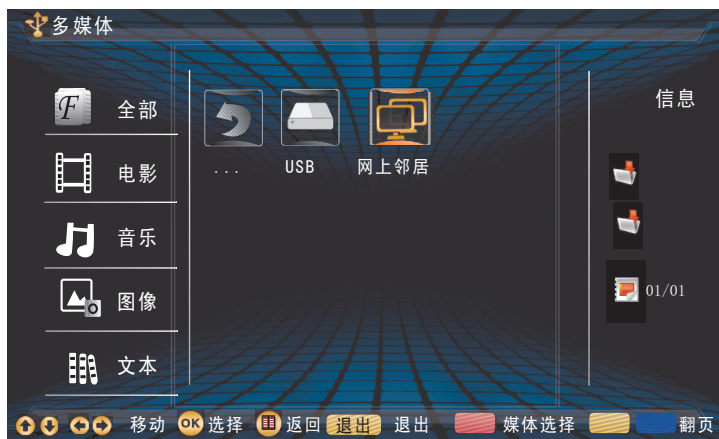 多媒体
F 全部
信息
电影
... USB 网上邻居
音乐
图像
01/01
文本
移动 OK 选择 返回 退出 退出 媒体选择 翻页